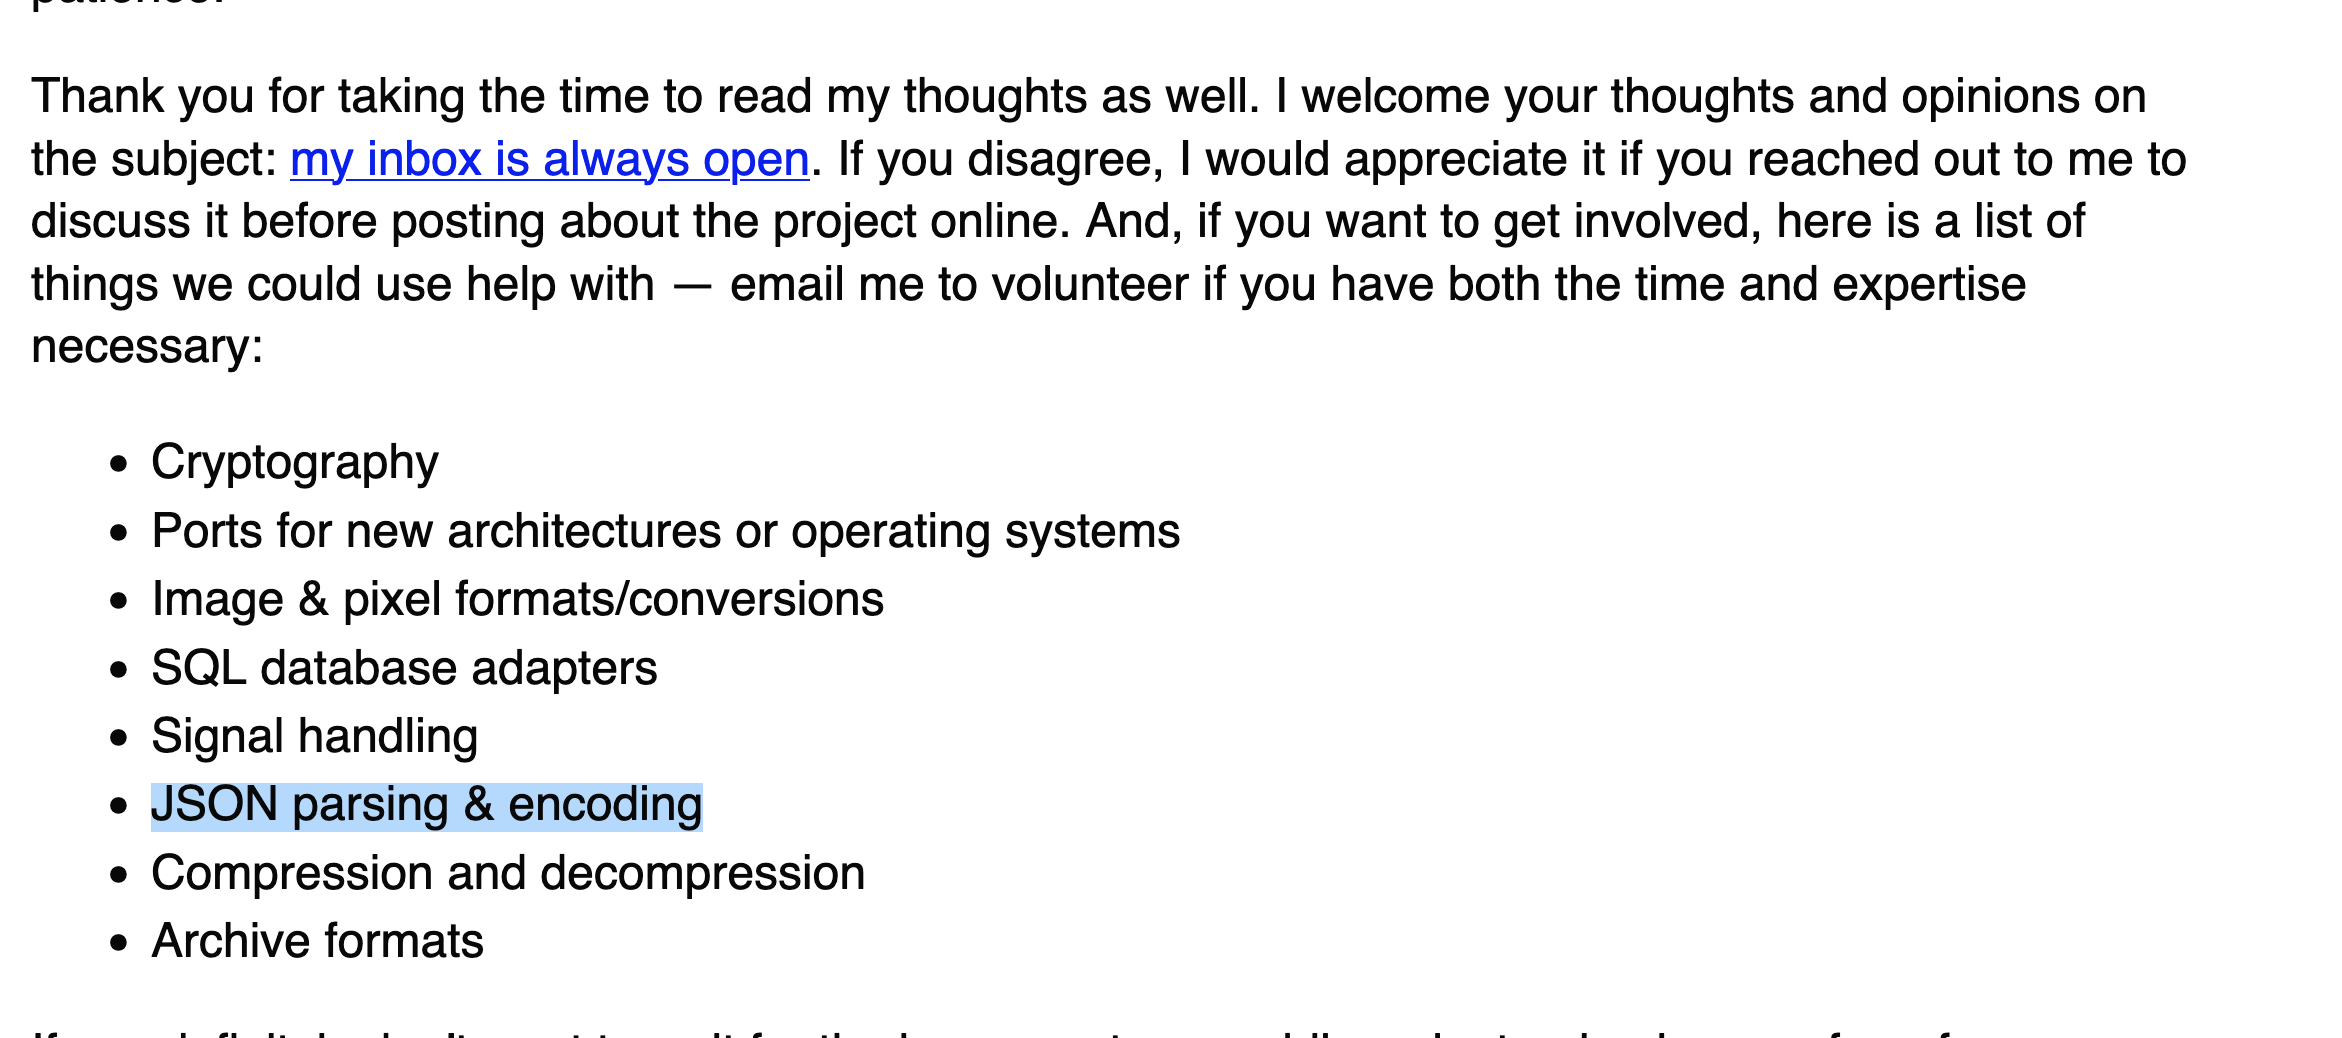 Thank you for taking the time to read my thoughts as well. I welcome your thoughts and opinions on
the subject: my inbox is always open. If you disagree, I would appreciate it if you reached out to me to
discuss it before posting about the project online. And, if you want to get involved, here is a list of
things we could use help with — email me to volunteer if you have both the time and expertise
necessary:
• Cryptography
• Ports for new architectures or operating systems
• Image & pixel formats/conversions
• SQL database adapters
• Signal handling
• JSON parsing & encoding
• Compression and decompression
• Archive formats